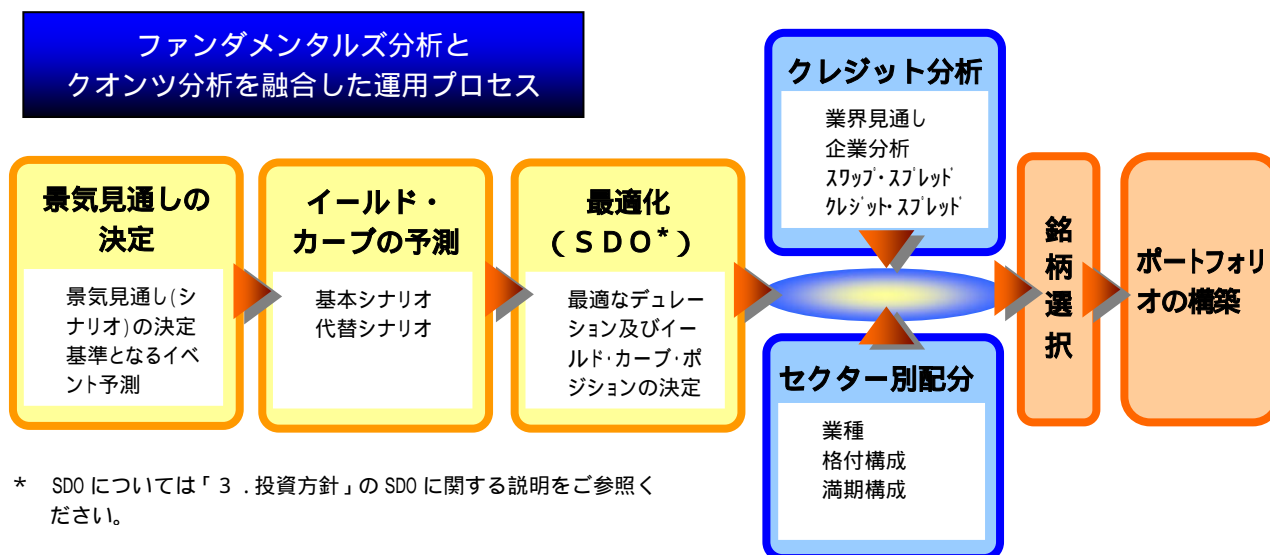 ファンダメンタルズ分析と
クオンツ分析を融合した運用プロセス
景気見通しの
決定
景気見通し(シ
ナリオ)の決定
基準となるイベ
ント予測
イールド・
カーブの予測
基本シナリオ
代替シナリオ
最適化
(SDO*)
最適なデュレー
ション及びイー
ルド・カーブ・ポ
ジションの決定
クレジット分析
業界見通し
企業分析
ｽﾜｯﾌﾟ・ｽﾌﾟﾚｯﾄﾞ
ｸﾚｼﾞｯﾄ・ｽﾌﾟﾚｯﾄﾞ
セクター別配分
業種
格付構成
満期構成
銘
柄
選
択
ポートフォリ
オの構築
* SDO については「３．投資方針」の SDO に関する説明をご参照く
ださい。